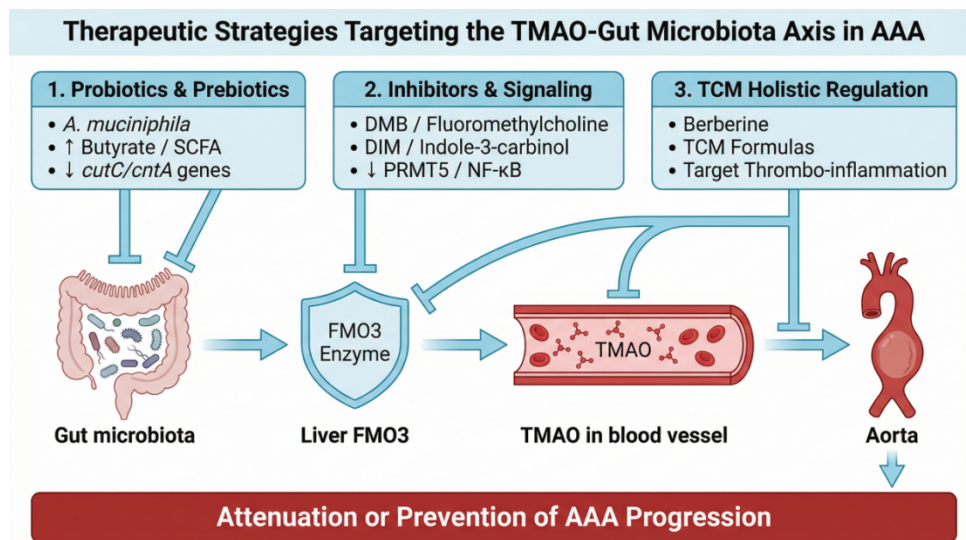 Therapeutic Strategies Targeting the TMAO-Gut Microbiota Axis in AAA
1. Probiotics & Prebiotics
• A. muciniphila
• ↑ Butyrate / SCFA
• ↓ cutC/cntA genes
2. Inhibitors & Signaling
• DMB / Fluoromethylcholine
• DIM / Indole-3-carbinol
• ↓ PRMT5 / NF-κB
3. TCM Holistic Regulation
• Berberine
• TCM Formulas
• Target Thrombo-inflammation
FMO3
Enzyme
TMAO
Gut microbiota
Liver FMO3
TMAO in blood vessel
Aorta
Attenuation or Prevention of AAA Progression